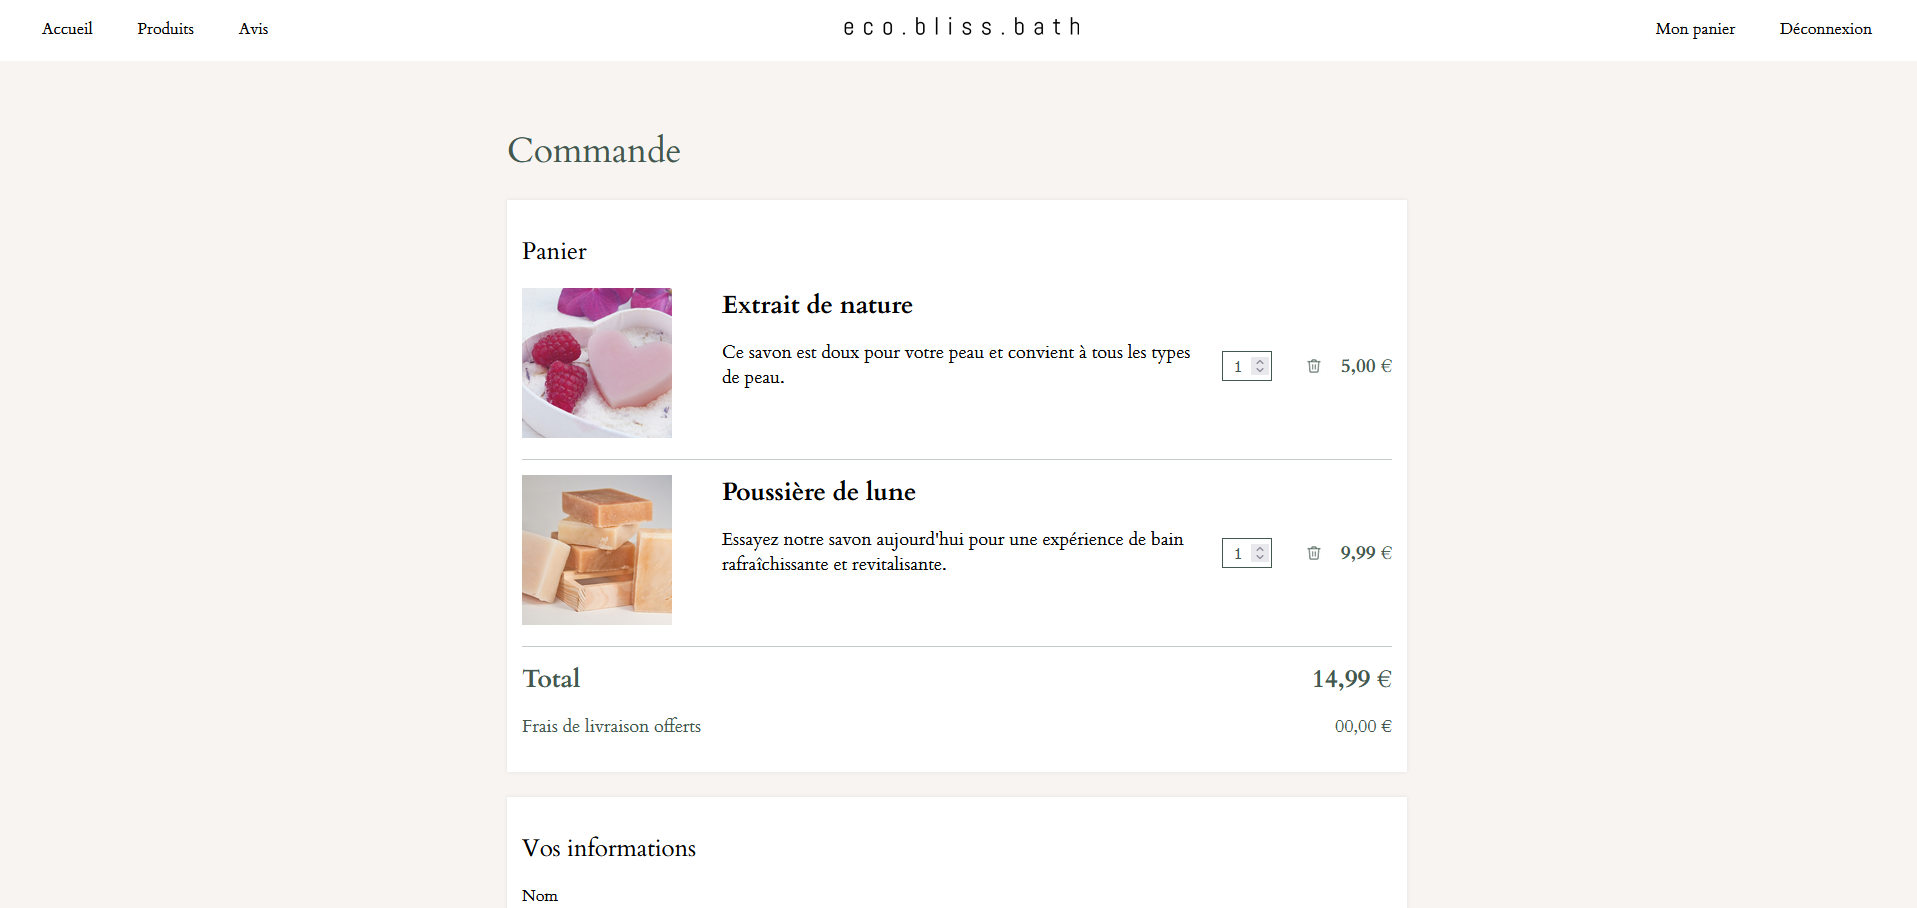 Accueil Produits Avis eco.bliss.bath Mon panier Déconnexion
Commande
Panier
Extrait de nature
Ce savon est doux pour votre peau et convient à tous les types
de peau.
1 5,00 €
Poussière de lune
Essayez notre savon aujourd'hui pour une expérience de bain
rafraîchissante et revitalisante.
1 9,99 €
Total 14,99 €
Frais de livraison offerts 00,00 €
Vos informations
Nom